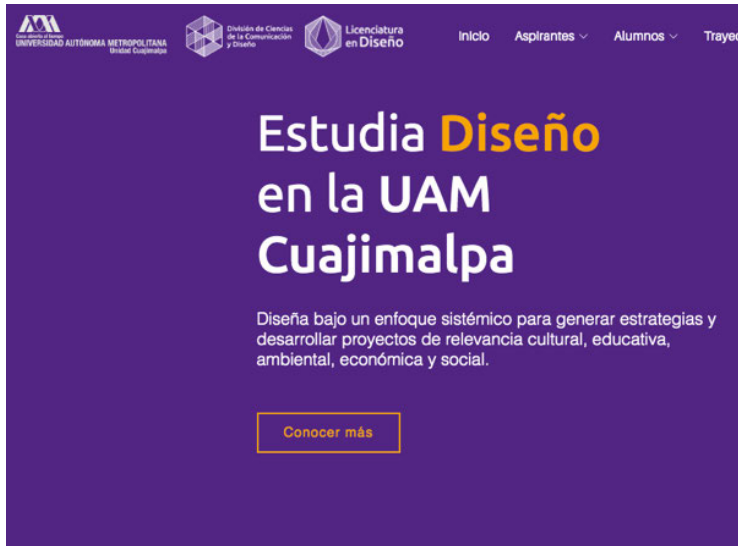 Casa abierta al tiempo
UNIVERSIDAD AUTÓNOMA METROPOLITANA
Unidad Cuajimalpa
División de Ciencias
de la Comunicación
y Diseño
Licenciatura
en Diseño
Inicio Aspirantes Alumnos Trayec
Estudia Diseño
en la UAM
Cuajimalpa
Diseña bajo un enfoque sistémico para generar estrategias y
desarrollar proyectos de relevancia cultural, educativa,
ambiental, económica y social.
Conocer más